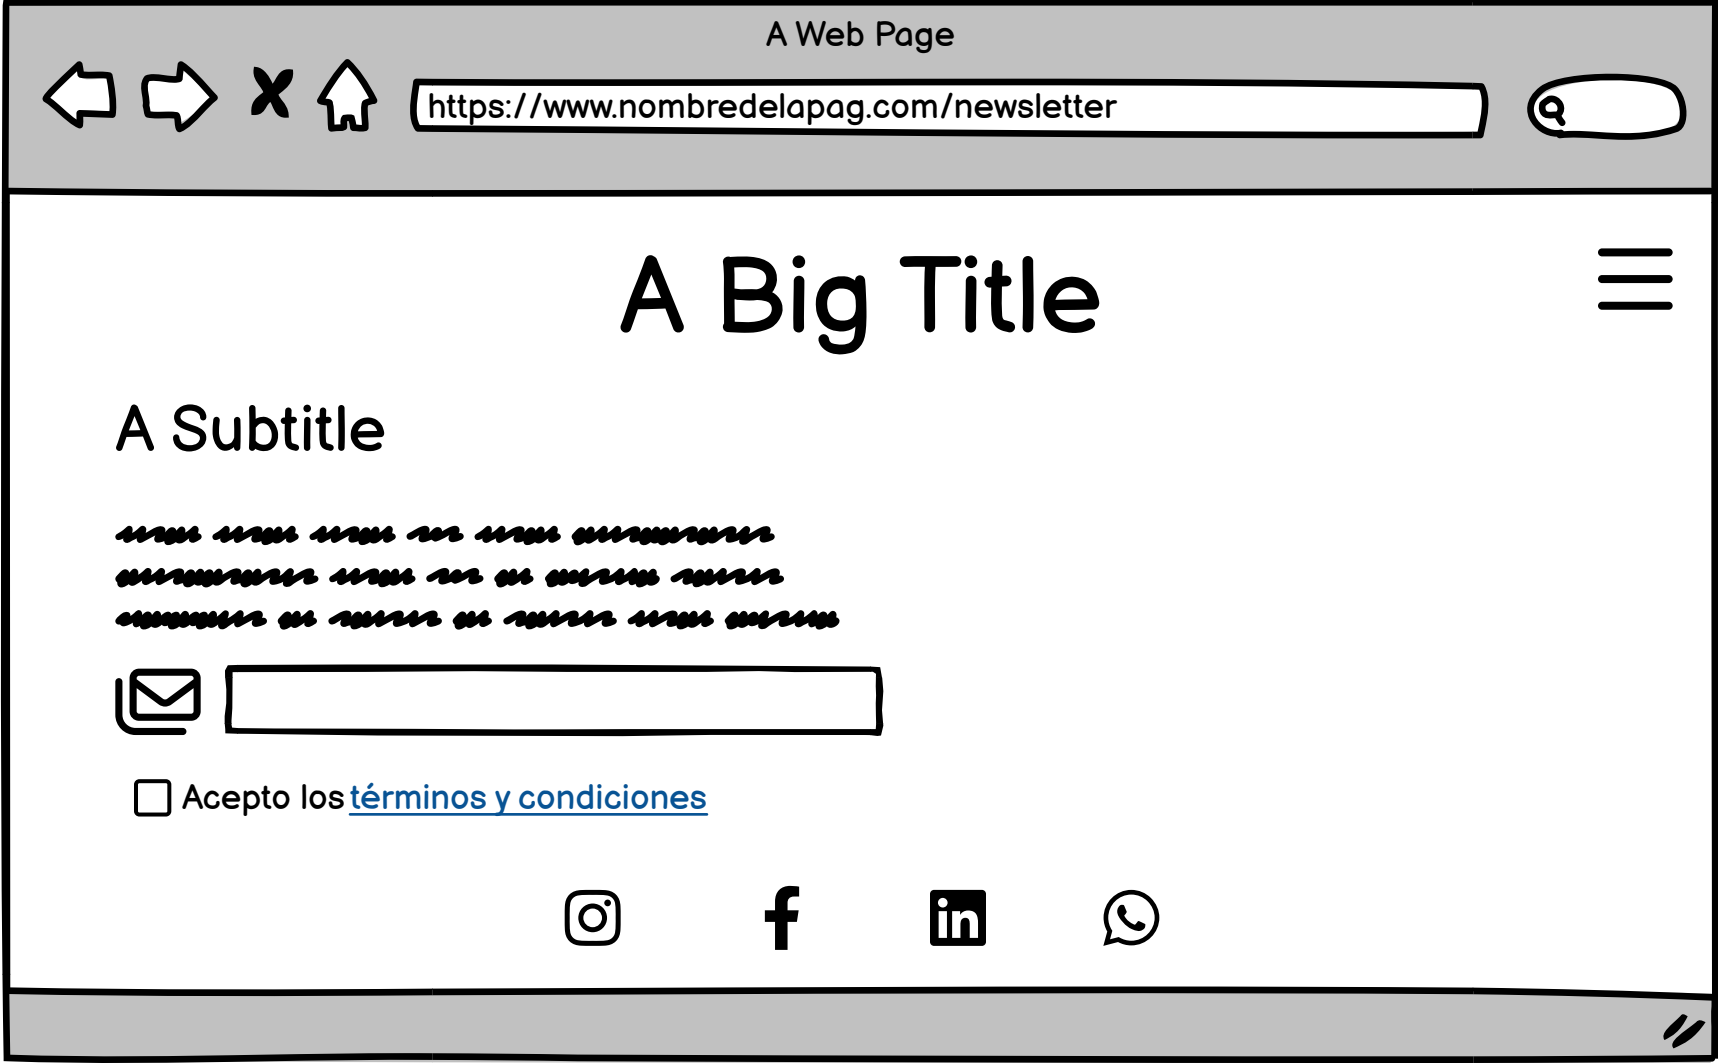 A Web Page
https://www.nombredelapag.com/newsletter
A Big Title
A Subtitle
Acepto los términos y condiciones